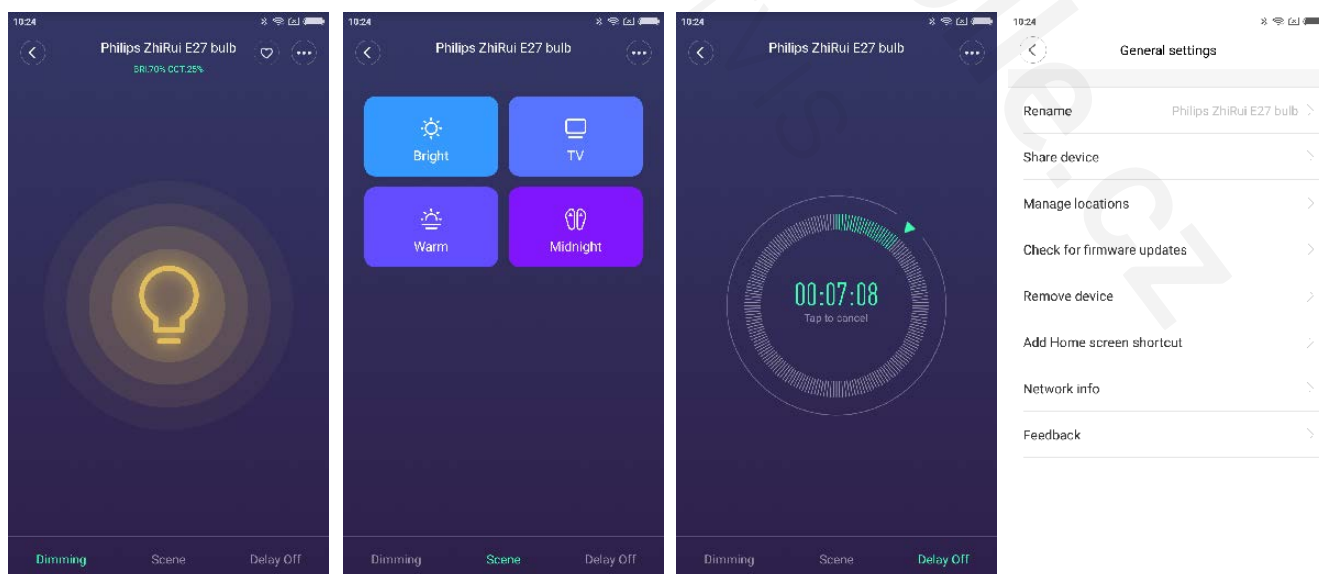 10:24
Philips ZhiRui E27 bulb
BRI.70% CCT.25%
Dimming
Scene
Delay Off
10:24
Philips ZhiRui E27 bulb
Bright
TV
Warm
Midnight
Dimming
Scene
Delay Off
10:24
Philips ZhiRui E27 bulb
00:07:08
Tap to cancel
Dimming
Scene
Delay Off
10:24
General settings
Rename Philips ZhiRui E27 bulb
Share device
Manage locations
Check for firmware updates
Remove device
Add Home screen shortcut
Network info
Feedback